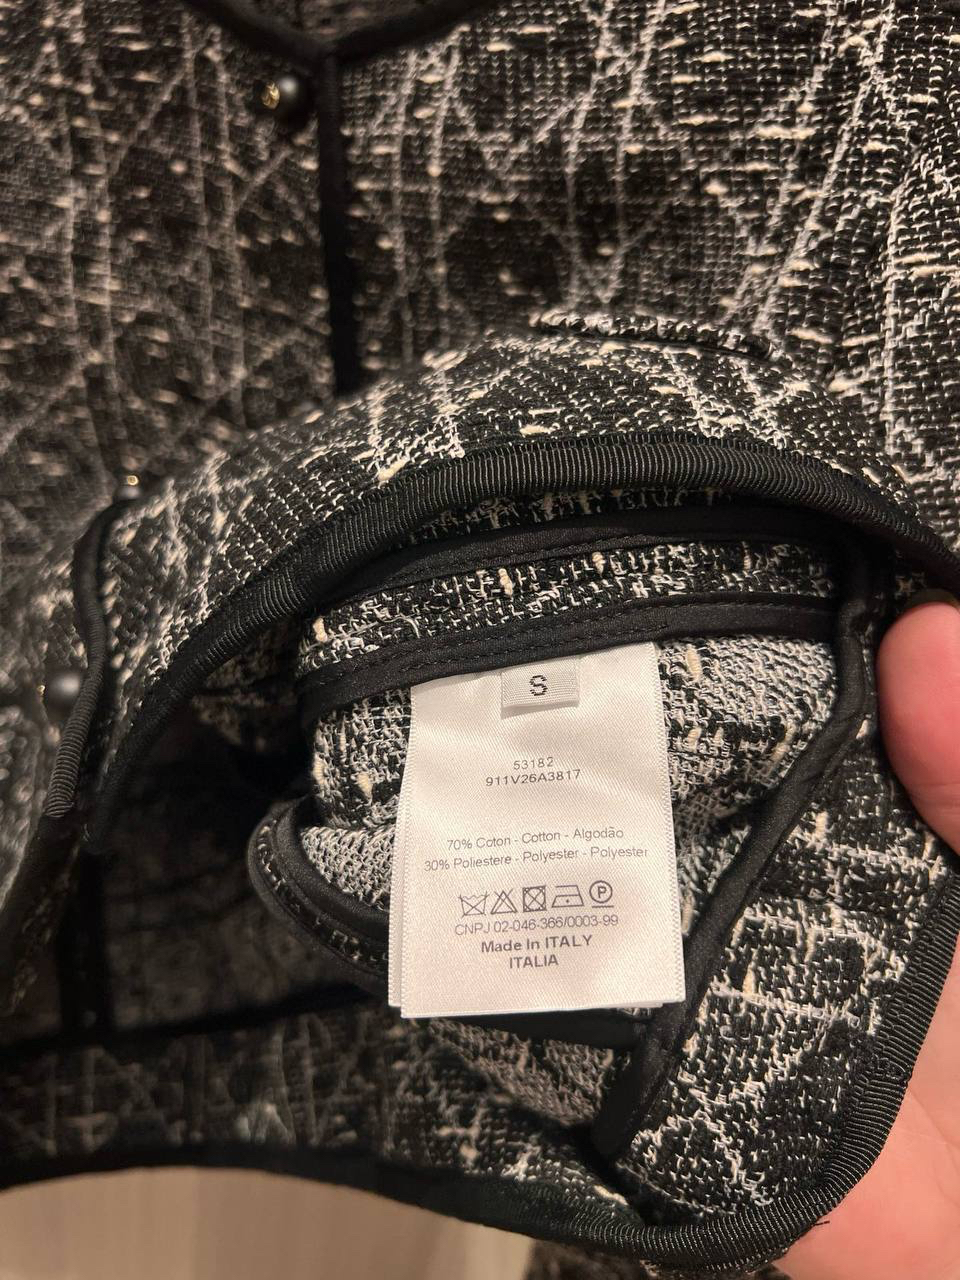 S
53182
911V26A3817
70% Coton - Cotton - Algodão
30% Poliestere - Polyester - Polyester
P
CNPJ 02-046-366/0003-99
Made In ITALY
ITALIA